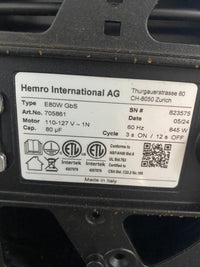 Hemro International AG
Thurgauerstrasse 80
CH-8050 Zurich
Type E80W GbS
Art.No. 705861
SN # 823575
05/24
Motor 110-127 V ~ 1N
60 Hz 845 W
Cap. 80 µF
Cycle 3 s ON / 12 s OFF
Intertek
Intertek
Conforms to
Made in Italy